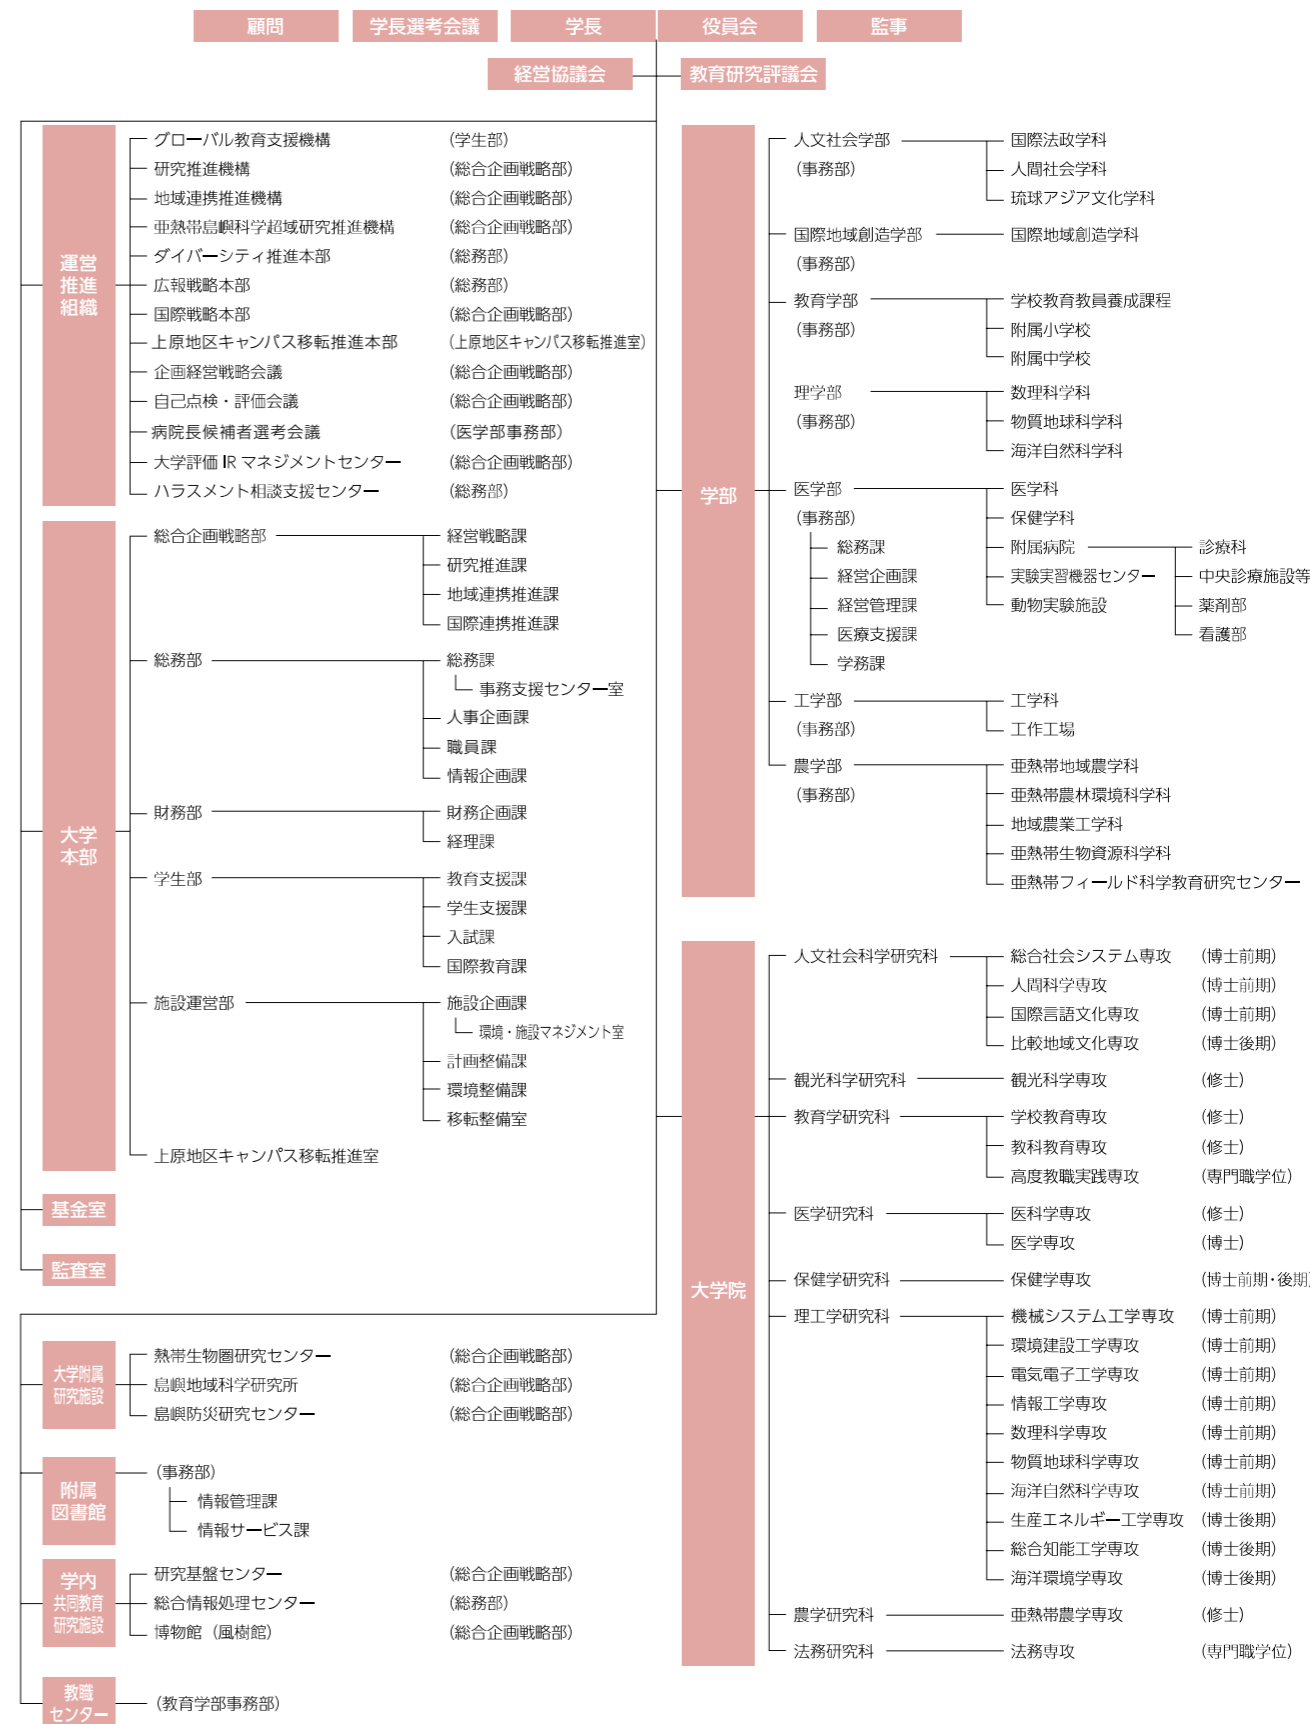 顧問
学長選考会議
学長
役員会
監事
経営協議会
教育研究評議会
運営
推進
組織
グローバル教育支援機構 (学生部)
研究推進機構 (総合企画戦略部)
地域連携推進機構 (総合企画戦略部)
亜熱帯島嶼科学超域研究推進機構 (総合企画戦略部)
ダイバーシティ推進本部 (総務部)
広報戦略本部 (総務部)
国際戦略本部 (総合企画戦略部)
上原地区キャンパス移転推進本部 (上原地区キャンパス移転推進室)
企画経営戦略会議 (総合企画戦略部)
自己点検・評価会議 (総合企画戦略部)
病院長候補者選考会議 (医学部事務部)
大学評価 IR マネジメントセンター (総合企画戦略部)
ハラスメント相談支援センター (総務部)
大学
本部
総合企画戦略部
経営戦略課
研究推進課
地域連携推進課
国際連携推進課
総務部
総務課
事務支援センター室
人事企画課
職員課
情報企画課
財務部
財務企画課
経理課
学生部
教育支援課
学生支援課
入試課
国際教育課
施設運営部
施設企画課
環境・施設マネジメント室
計画整備課
環境整備課
移転整備室
上原地区キャンパス移転推進室
基金室
監査室
大学附属
研究施設
熱帯生物圏研究センター (総合企画戦略部)
島嶼地域科学研究所 (総合企画戦略部)
島嶼防災研究センター (総合企画戦略部)
附属
図書館
(事務部)
情報管理課
情報サービス課
学内
共同教育
研究施設
研究基盤センター (総合企画戦略部)
総合情報処理センター (総務部)
博物館（風樹館） (総合企画戦略部)
教職
センター
(教育学部事務部)
学部
人文社会学部
(事務部)
国際法政学科
人間社会学科
琉球アジア文化学科
国際地域創造学部
(事務部)
国際地域創造学科
教育学部
(事務部)
学校教育教員養成課程
附属小学校
附属中学校
理学部
(事務部)
数理科学科
物質地球科学科
海洋自然科学科
医学部
(事務部)
総務課
経営企画課
経営管理課
医療支援課
学務課
医学科
保健学科
附属病院
実験実習機器センター
動物実験施設
診療科
中央診療施設等
薬剤部
看護部
工学部
(事務部)
工学科
工作工場
農学部
(事務部)
亜熱帯地域農学科
亜熱帯農林環境科学科
地域農業工学科
亜熱帯生物資源科学科
亜熱帯フィールド科学教育研究センター
大学院
人文社会科学研究科
総合社会システム専攻 (博士前期)
人間科学専攻 (博士前期)
国際言語文化専攻 (博士前期)
比較地域文化専攻 (博士後期)
観光科学研究科
観光科学専攻 (修士)
教育学研究科
学校教育専攻 (修士)
教科教育専攻 (修士)
高度教職実践専攻 (専門職学位)
医学研究科
医科学専攻 (修士)
医学専攻 (博士)
保健学研究科
保健学専攻 (博士前期・後期)
理工学研究科
機械システム工学専攻 (博士前期)
環境建設工学専攻 (博士前期)
電気電子工学専攻 (博士前期)
情報工学専攻 (博士前期)
数理科学専攻 (博士前期)
物質地球科学専攻 (博士前期)
海洋自然科学専攻 (博士前期)
生産エネルギー工学専攻 (博士後期)
総合知能工学専攻 (博士後期)
海洋環境学専攻 (博士後期)
農学研究科
亜熱帯農学専攻 (修士)
法務研究科
法務専攻 (専門職学位)